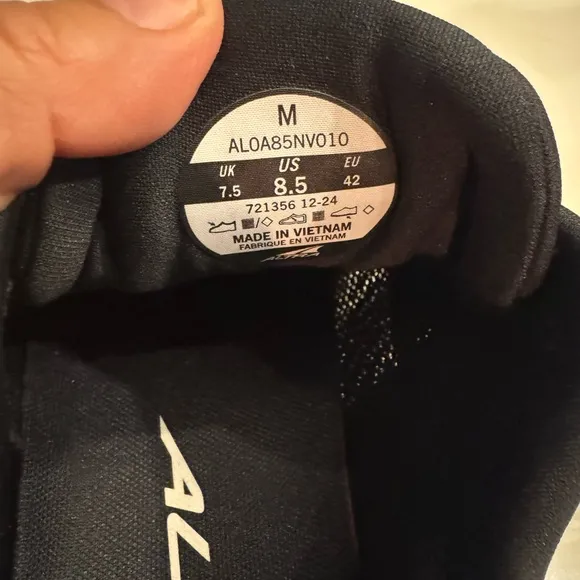 M
AL0A85NV010
UK US EU
7.5 8.5 42
721356 12-24
MADE IN VIETNAM
FABRIQUE EN VIETNAM
AL